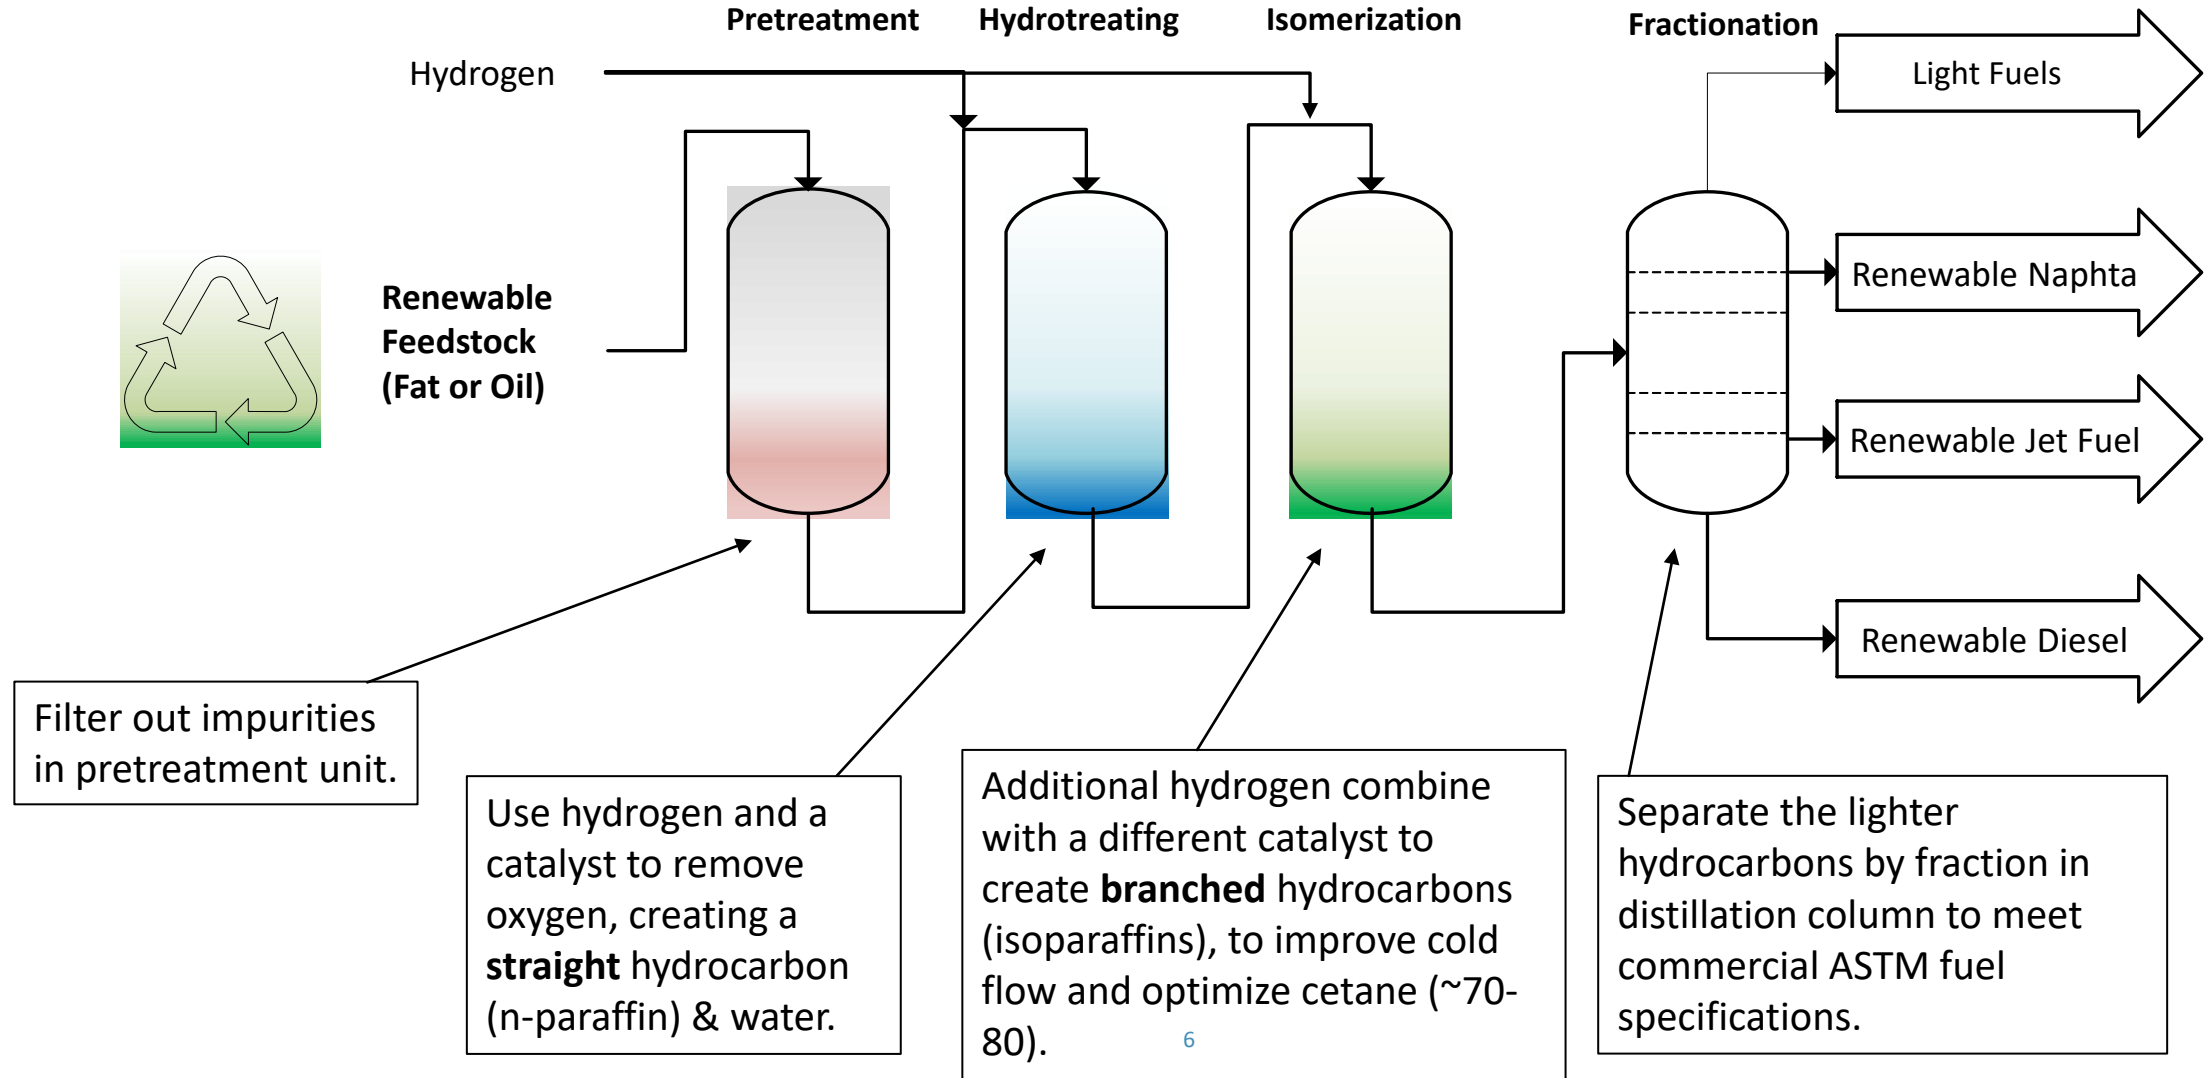 Pretreatment
Hydrotreating
Isomerization
Fractionation
Hydrogen
Light Fuels
Renewable
Feedstock
(Fat or Oil)
Renewable Naphta
Renewable Jet Fuel
Renewable Diesel
Filter out impurities
in pretreatment unit.
Use hydrogen and a
catalyst to remove
oxygen, creating a
straight hydrocarbon
(n-paraffin) & water.
Additional hydrogen combine
with a different catalyst to
create branched hydrocarbons
(isoparaffins), to improve cold
flow and optimize cetane (~70-
80).
Separate the lighter
hydrocarbons by fraction in
distillation column to meet
commercial ASTM fuel
specifications.
6